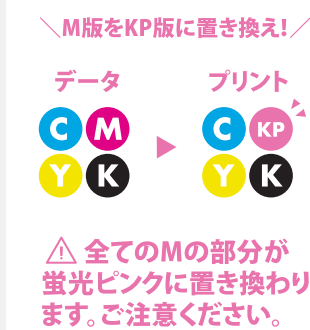 ＼M版をKP版に置き換え!／
データ プリント
C M C KP
Y K Y K
全てのMの部分が
蛍光ピンクに置き換わり
ます。ご注意ください。